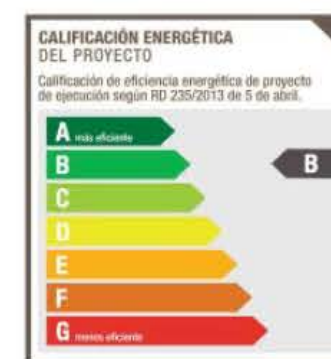 CALIFICACIÓN ENERGÉTICA
DEL PROYECTO
Calificación de eficiencia energética de proyecto
de ejecución según RD 235/2013 de 5 de abril.
A más eficiente
B B
C
D
E
F
G menos eficiente